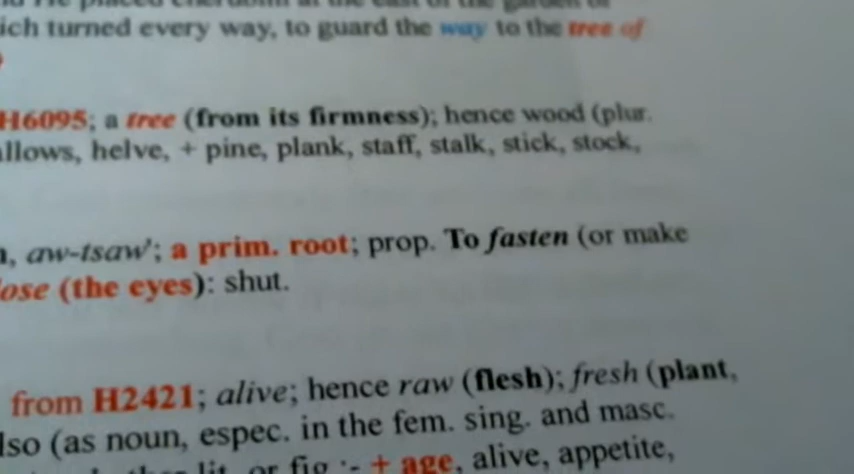 ich turned every way, to guard the way to the tree of
H6095; a tree (from its firmness); hence wood (plur.
llows, helve, + pine, plank, staff, stalk, stick, stock,
aw-tsaw'; a prim. root; prop. To fasten (or make
ose (the eyes): shut.
from H2421; alive; hence raw (flesh); fresh (plant,
lso (as noun, espec. in the fem. sing. and masc.
lit. or fig.:- + age, alive, appetite,